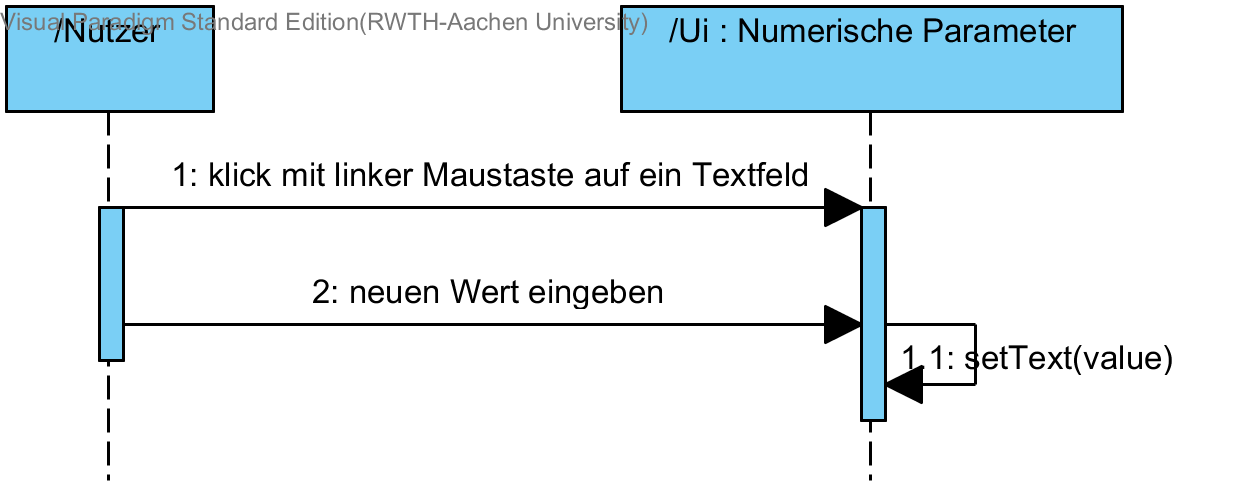 Visual Paradigm Standard Edition(RWTH-Aachen University)
/Nutzer
/Ui : Numerische Parameter
1: klick mit linker Maustaste auf ein Textfeld
2: neuen Wert eingeben
1.1: setText(value)